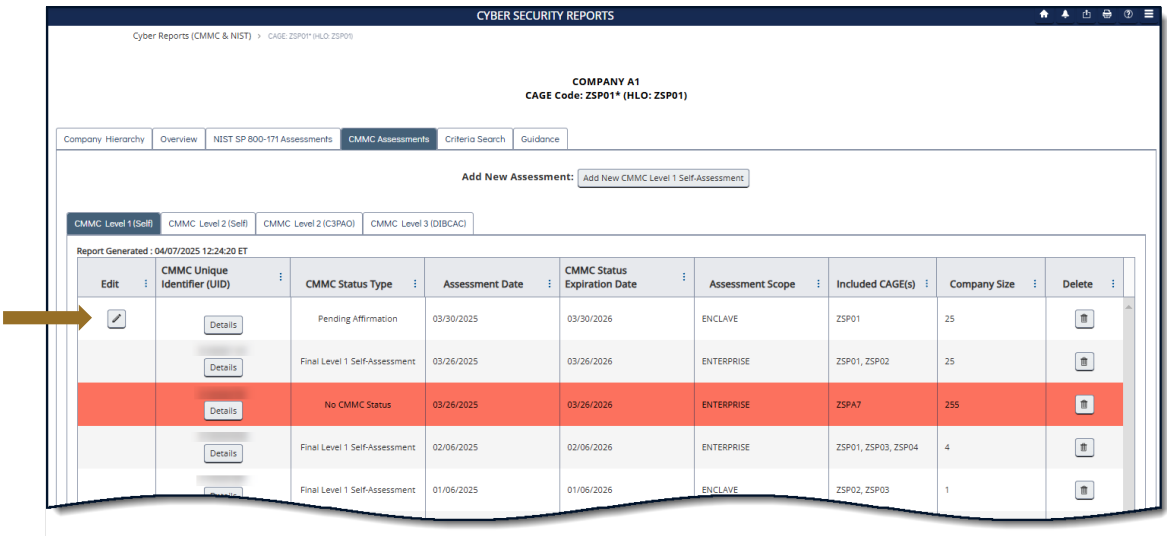 CYBER SECURITY REPORTS
Cyber Reports (CMMC & NIST) > CAGE: ZSP01* (HLO: ZSP01)
COMPANY A1
CAGE Code: ZSP01* (HLO: ZSP01)
Company Hierarchy Overview NIST SP 800-171 Assessments CMMC Assessments Criteria Search Guidance
Add New Assessment: Add New CMMC Level 1 Self-Assessment
CMMC Level 1 (Self) CMMC Level 2 (Self) CMMC Level 2 (C3PAO) CMMC Level 3 (DIBCAC)
Report Generated : 04/07/2025 12:24:20 ET
Edit CMMC Unique Identifier (UID) CMMC Status Type Assessment Date CMMC Status Expiration Date Assessment Scope Included CAGE(s) Company Size Delete
Details Pending Affirmation 03/30/2025 03/30/2026 ENCLAVE ZSP01 25
Details Final Level 1 Self-Assessment 03/26/2025 03/26/2026 ENTERPRISE ZSP01, ZSP02 25
Details No CMMC Status 03/26/2025 03/26/2026 ENTERPRISE ZSPA7 255
Details Final Level 1 Self-Assessment 02/06/2025 02/06/2026 ENTERPRISE ZSP01, ZSP03, ZSP04 4
Details Final Level 1 Self-Assessment 01/06/2025 01/06/2026 ENCLAVE ZSP02, ZSP03 1